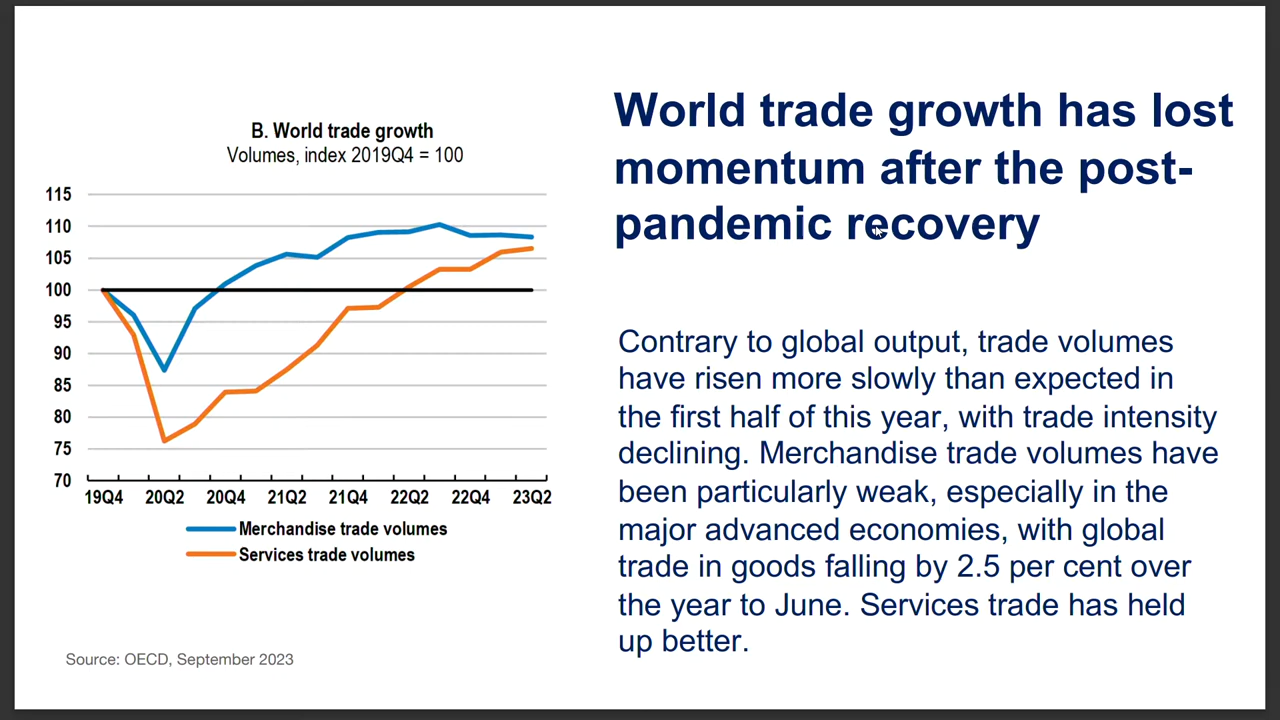 World trade growth has lost
momentum after the post-
pandemic recovery
B. World trade growth
Volumes, index 2019Q4 = 100
115
110
105
100
95
90
85
80
75
70
19Q4 20Q2 20Q4 21Q2 21Q4 22Q2 22Q4 23Q2
Merchandise trade volumes
Services trade volumes
Contrary to global output, trade volumes
have risen more slowly than expected in
the first half of this year, with trade intensity
declining. Merchandise trade volumes have
been particularly weak, especially in the
major advanced economies, with global
trade in goods falling by 2.5 per cent over
the year to June. Services trade has held
up better.
Source: OECD, September 2023